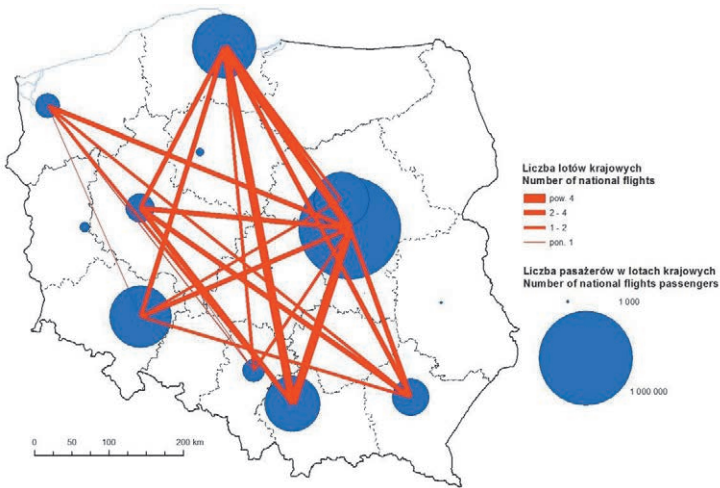 Liczba lotów krajowych
Number of national flights
pow. 4
2 - 4
1 - 2
pon. 1
Liczba pasażerów w lotach krajowych
Number of national flights passengers
1 000
1 000 000
0 50 100 200 km